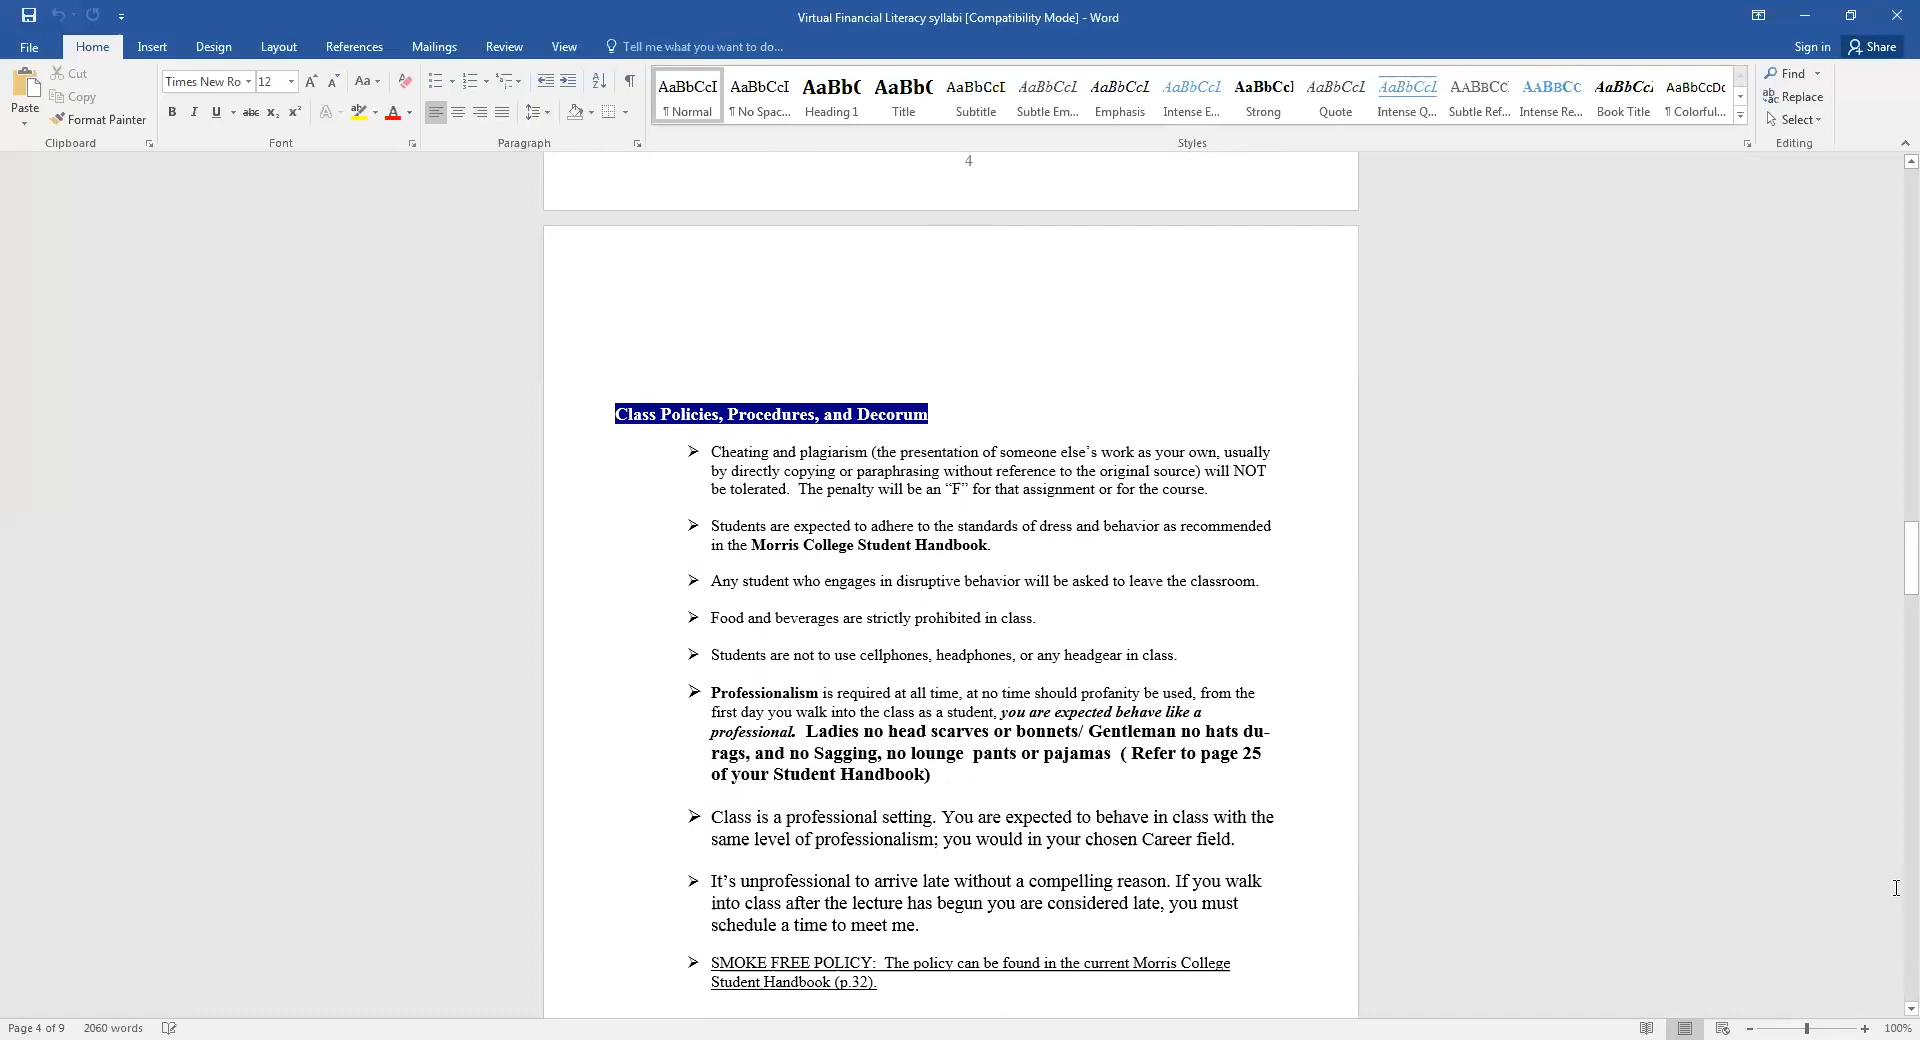 Virtual Financial Literacy syllabi [Compatibility Mode] - Word
File Home Insert Design Layout References Mailings Review View Tell me what you want to do... Sign in Share
Paste
Cut
Copy
Format Painter
Clipboard
Times New Ro 12
Font
Paragraph
AaBbCcI AaBbCcI AaBb( AaBb( AaBbCcI AaBbCcI AaBbCcI AaBbCcI AaBbCcI AaBbCcI AaBbCcI AABBCC AABBCC AaBbCcI AaBbCcDc
¶ Normal ¶ No Spac... Heading 1 Title Subtitle Subtle Em... Emphasis Intense E... Strong Quote Intense Q... Subtle Ref... Intense Re... Book Title ¶ Colorful...
Styles
Find
Replace
Select
Editing
4
Class Policies, Procedures, and Decorum
Cheating and plagiarism (the presentation of someone else’s work as your own, usually
by directly copying or paraphrasing without reference to the original source) will NOT
be tolerated.  The penalty will be an “F” for that assignment or for the course.
Students are expected to adhere to the standards of dress and behavior as recommended
in the Morris College Student Handbook.
Any student who engages in disruptive behavior will be asked to leave the classroom.
Food and beverages are strictly prohibited in class.
Students are not to use cellphones, headphones, or any headgear in class.
Professionalism is required at all time, at no time should profanity be used, from the
first day you walk into the class as a student, you are expected behave like a
professional.  Ladies no head scarves or bonnets/ Gentleman no hats du-
rags, and no Sagging, no lounge  pants or pajamas  ( Refer to page 25
of your Student Handbook)
Class is a professional setting. You are expected to behave in class with the
same level of professionalism; you would in your chosen Career field.
It’s unprofessional to arrive late without a compelling reason. If you walk
into class after the lecture has begun you are considered late, you must
schedule a time to meet me.
SMOKE FREE POLICY:  The policy can be found in the current Morris College
Student Handbook (p.32).
Page 4 of 9 2060 words 100%